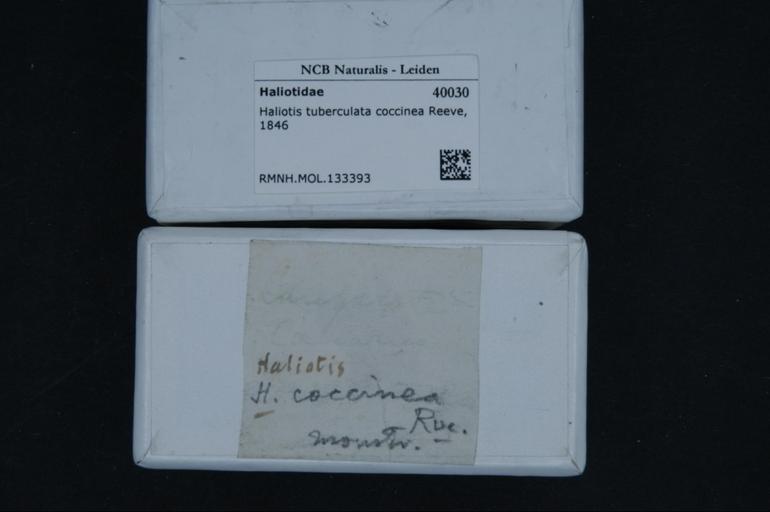 NCB Naturalis - Leiden
Haliotidae 40030
Haliotis tuberculata coccinea Reeve,
1846
RMNH.MOL.133393
Haliotis
H. coccinea
Rve.
monstr.